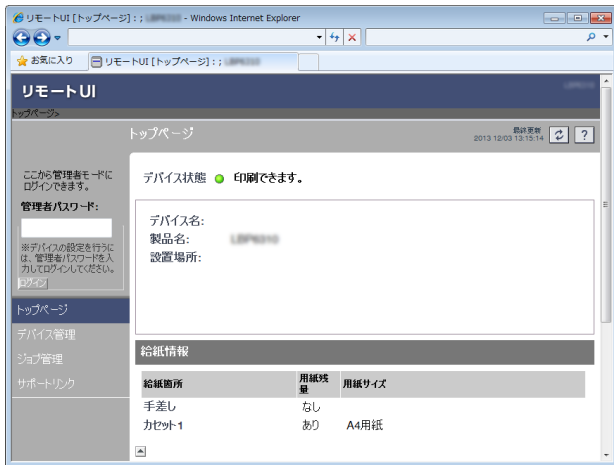 リモートUI [トップページ] : ; - Windows Internet Explorer
お気に入り
リモートUI [トップページ] : ;
リモートUI
トップページ>
トップページ
最終更新
2013 12/03 13:15:14
?
ここから管理者モードに
ログインできます。
管理者パスワード:
※デバイスの設定を行うに
は、管理者パスワードを入
力してログインしてください。
ログイン
トップページ
デバイス管理
ジョブ管理
サポートリンク
デバイス状態 印刷できます。
デバイス名:
製品名:
設置場所:
給紙情報
給紙箇所 用紙残量 用紙サイズ
手差し なし
カセット1 あり A4用紙